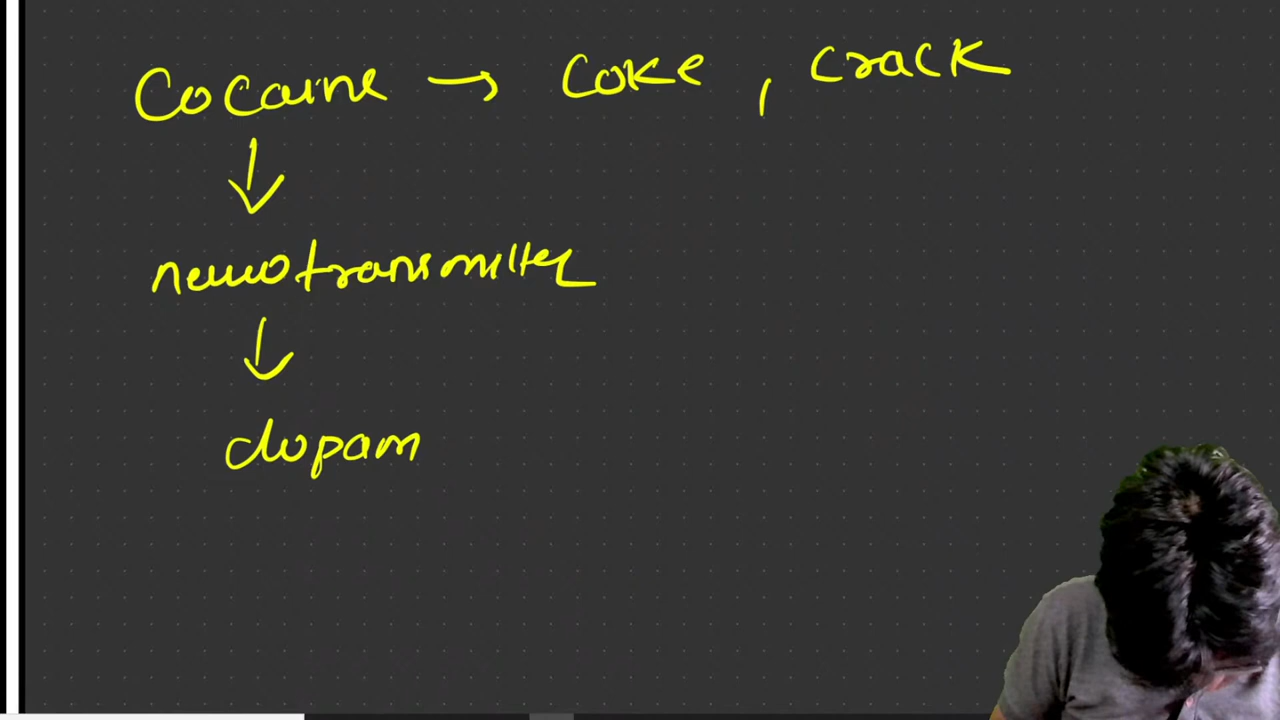 Cocaine → Coke , crack
↓
neurotransmitter
↓
dopam